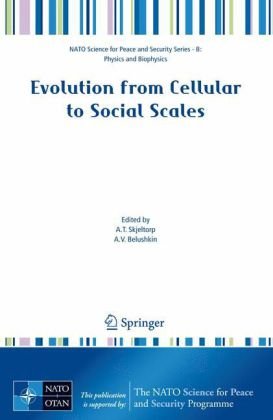 NATO Science for Peace and Security Series - B:
Physics and Biophysics
Evolution from Cellular
to Social Scales
Edited by
A.T. Skjeltorp
A.V. Belushkin
Springer
NATO
OTAN
This publication
is supported by:
The NATO Science for Peace
and Security Programme